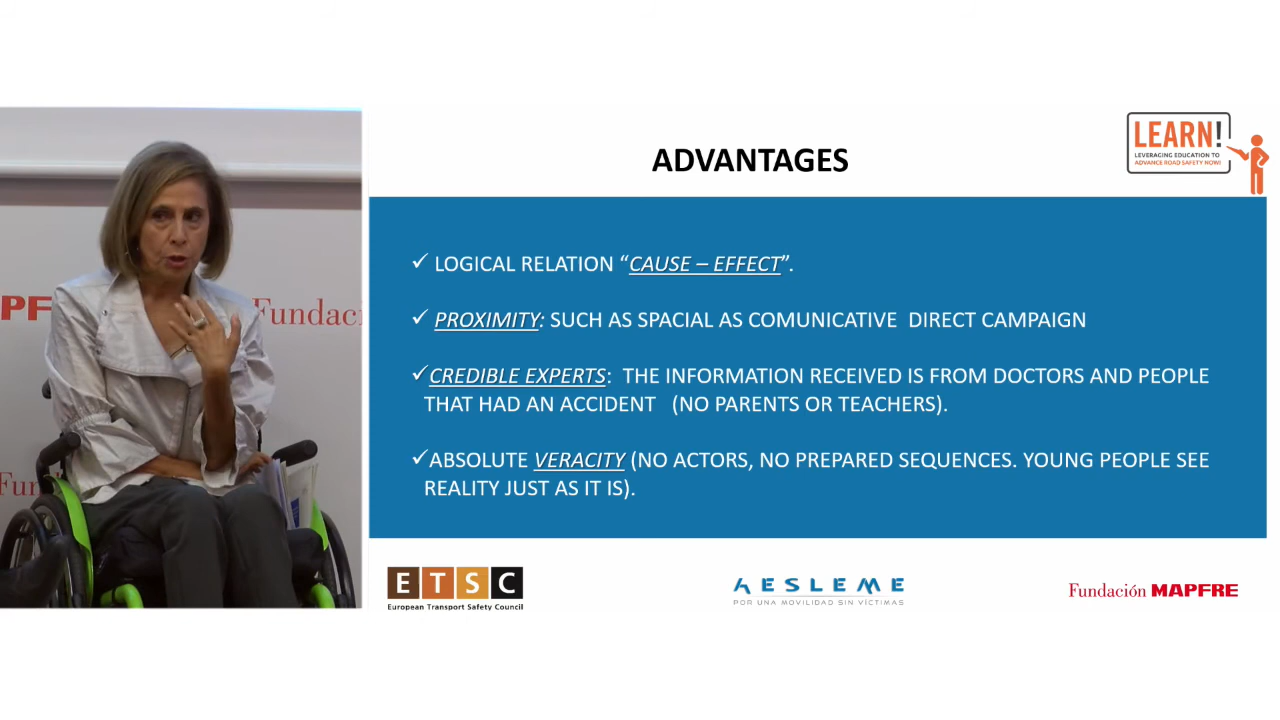 PF
Fundaci
Fun
ADVANTAGES
LEARN!
LEVERAGING EDUCATION TO
ADVANCE ROAD SAFETY NOW!
✓ LOGICAL RELATION “CAUSE – EFFECT”.
✓ PROXIMITY: SUCH AS SPACIAL AS COMUNICATIVE DIRECT CAMPAIGN
✓CREDIBLE EXPERTS: THE INFORMATION RECEIVED IS FROM DOCTORS AND PEOPLE
THAT HAD AN ACCIDENT (NO PARENTS OR TEACHERS).
✓ABSOLUTE VERACITY (NO ACTORS, NO PREPARED SEQUENCES. YOUNG PEOPLE SEE
REALITY JUST AS IT IS).
ETSC
European Transport Safety Council
AESLEME
POR UNA MOVILIDAD SIN VÍCTIMAS
Fundación MAPFRE